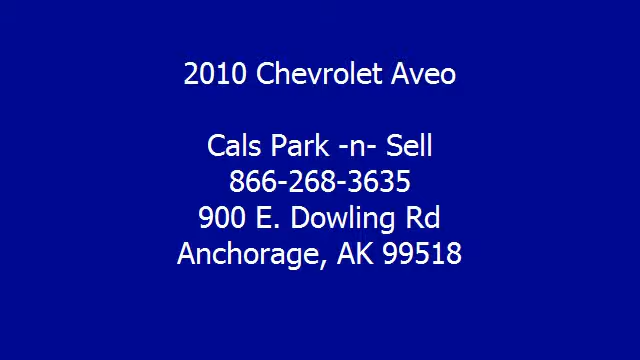 2010 Chevrolet Aveo
Cals Park -n- Sell
866-268-3635
900 E. Dowling Rd
Anchorage, AK 99518